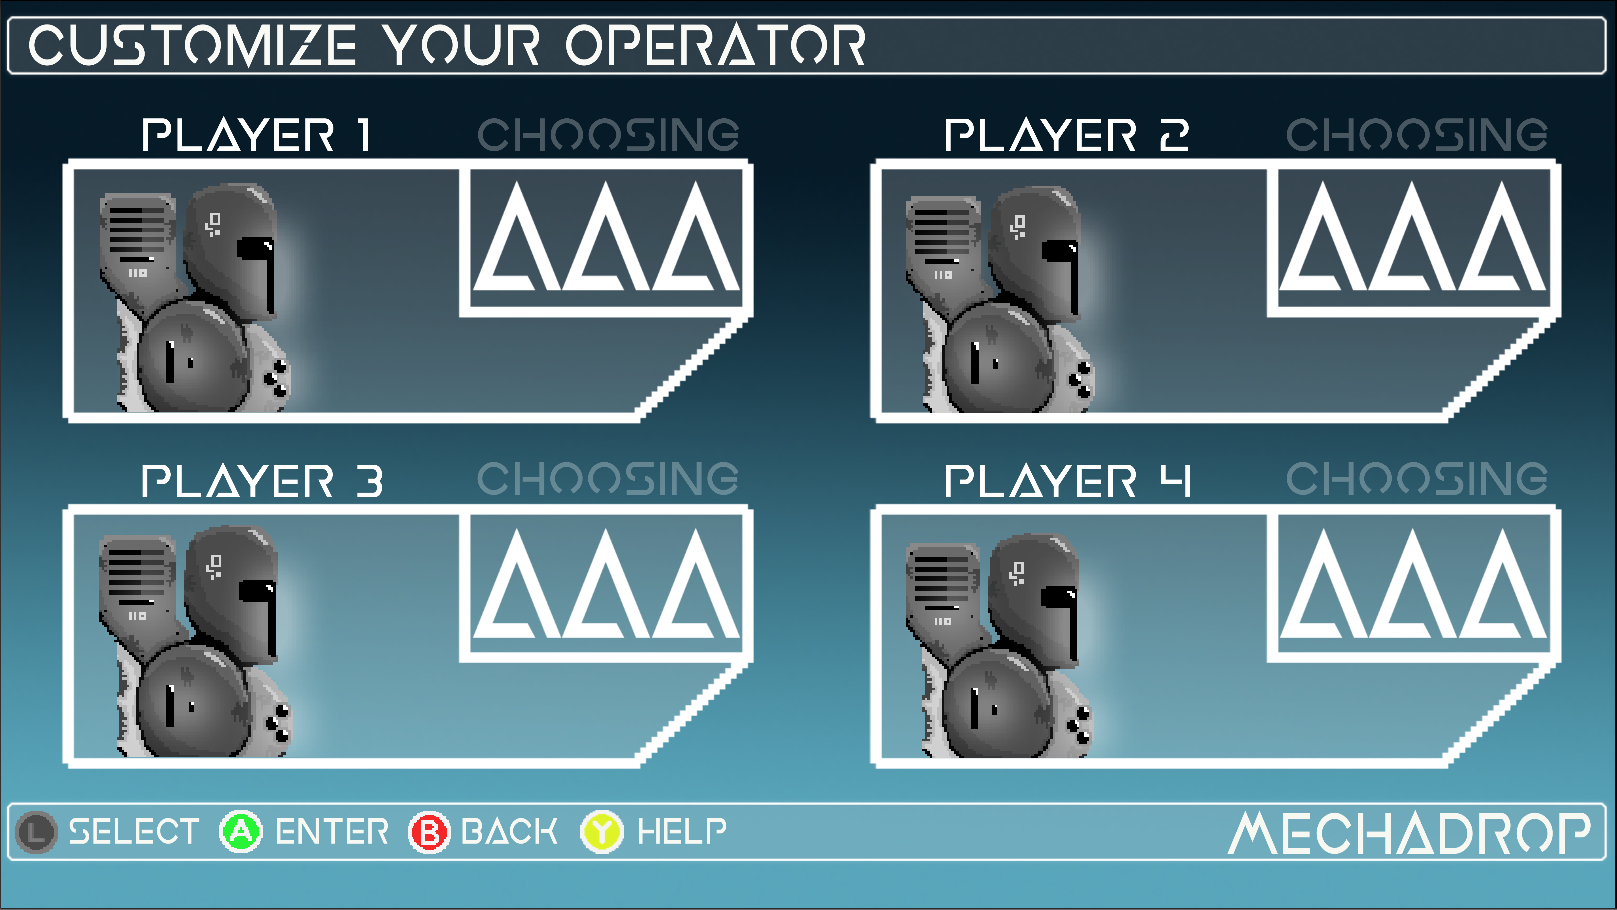 CUSTOMIZE YOUR OPERATOR
PLAYER 1 CHOOSING
AAA
PLAYER 2 CHOOSING
AAA
PLAYER 3 CHOOSING
AAA
PLAYER 4 CHOOSING
AAA
L SELECT A ENTER B BACK Y HELP
MECHADROP